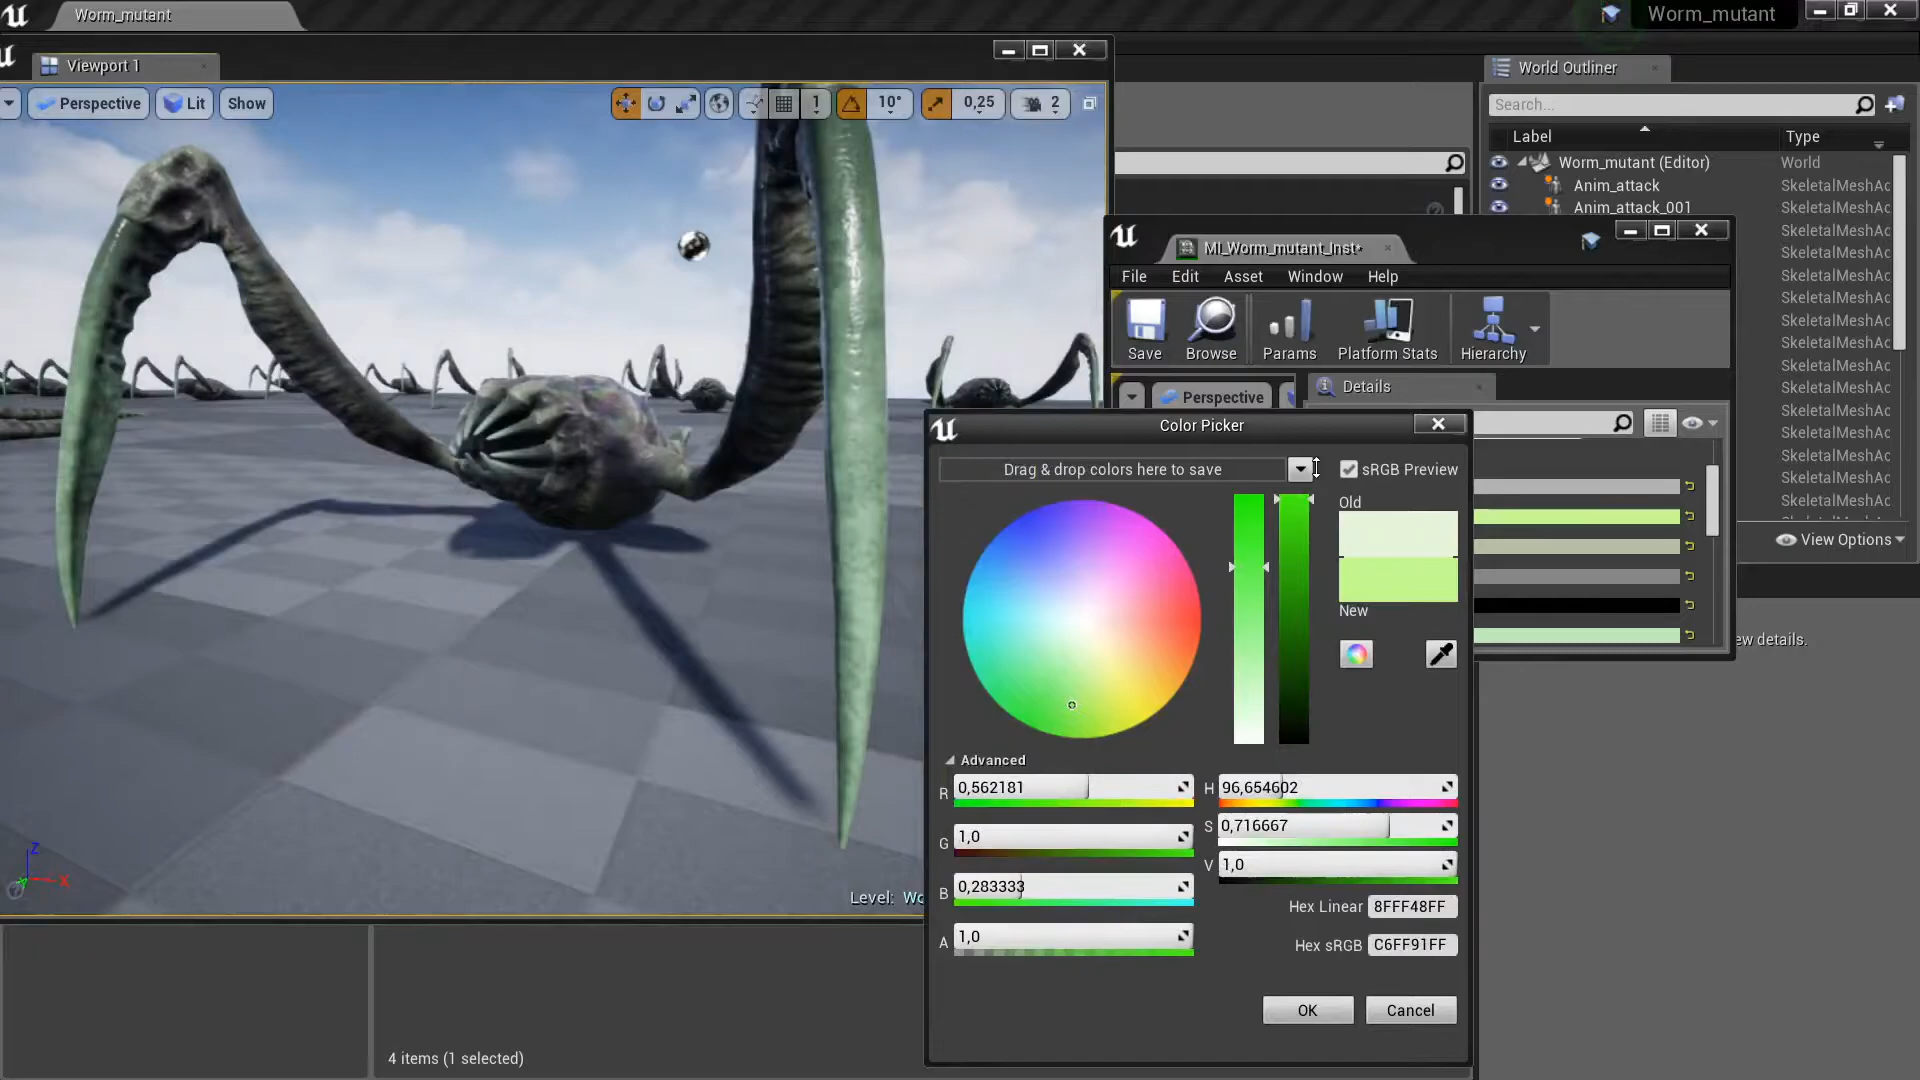 Worm_mutant
Worm_mutant
Viewport 1
World Outliner
Perspective
Lit
Show
1
10°
0,25
2
Search...
Label
Type
Worm_mutant (Editor)
World
Anim_attack
SkeletalMeshAc
Anim_attack_001
SkeletalMeshAc
SkeletalMeshAc
SkeletalMeshAc
SkeletalMeshAc
SkeletalMeshAc
SkeletalMeshAc
SkeletalMeshAc
SkeletalMeshAc
SkeletalMeshAc
SkeletalMeshAc
SkeletalMeshAc
SkeletalMeshAc
SkeletalMeshAc
SkeletalMeshAc
View Options
MI_Worm_mutant_Inst*
File
Edit
Asset
Window
Help
Save
Browse
Params
Platform Stats
Hierarchy
Perspective
Details
Color Picker
Drag & drop colors here to save
sRGB Preview
Old
New
Advanced
R
0,562181
H
96,654602
G
1,0
S
0,716667
B
0,283333
V
1,0
A
1,0
Hex Linear
8FFF48FF
Hex sRGB
C6FF91FF
OK
Cancel
ew details.
Z
X
Level: Wo
4 items (1 selected)